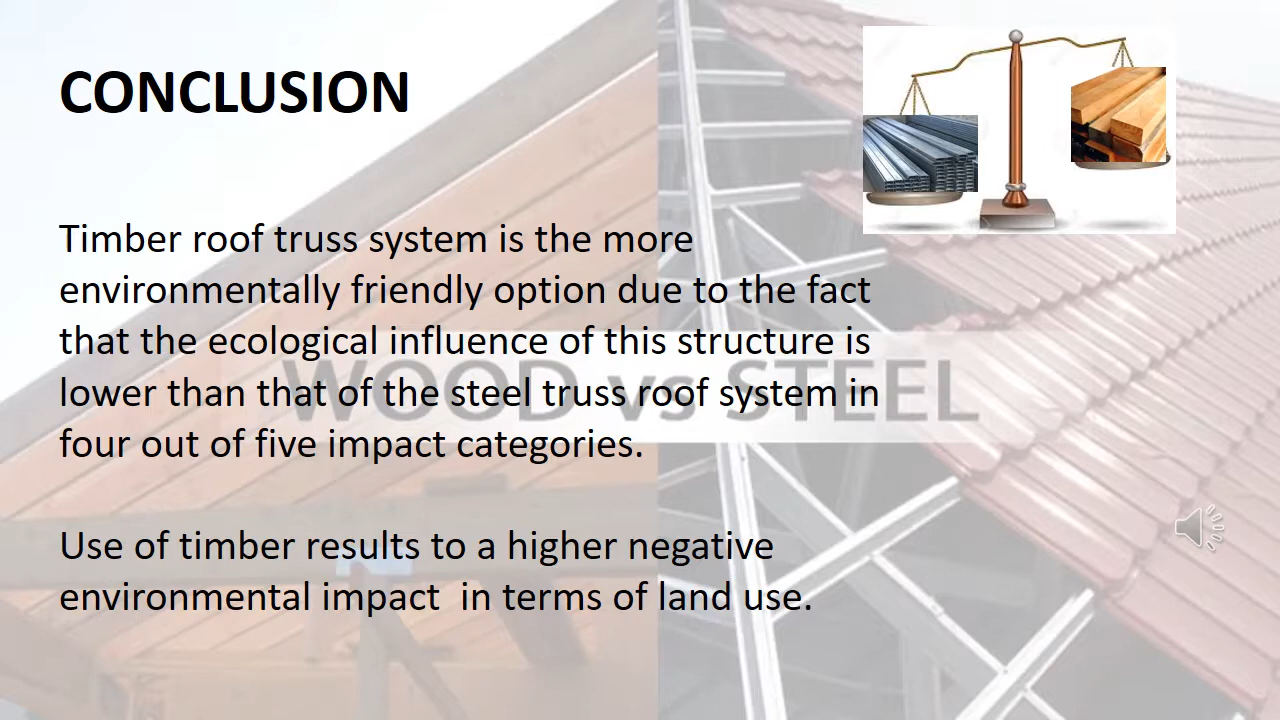 CONCLUSION
Timber roof truss system is the more
environmentally friendly option due to the fact
that the ecological influence of this structure is
lower than that of the steel truss roof system in
four out of five impact categories.
WOOD vs STEEL
Use of timber results to a higher negative
environmental impact  in terms of land use.